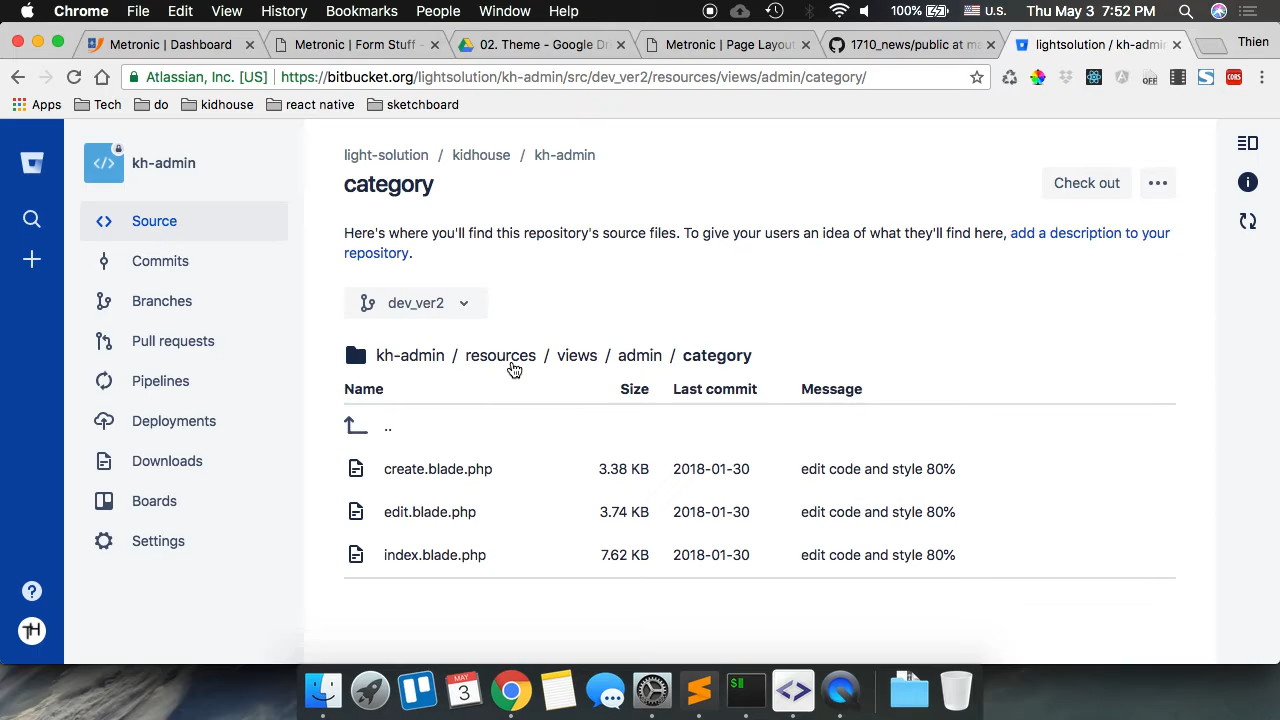 Chrome File Edit View History Bookmarks People Window Help 100% U.S. Thu May 3 7:52 PM
Metronic | Dashboard Metronic | Form Stuff - 02. Theme - Google Dr Metronic | Page Layou 1710_news/public at ma lightsolution / kh-admin Thien
Atlassian, Inc. [US] https://bitbucket.org/lightsolution/kh-admin/src/dev_ver2/resources/views/admin/category/ OFF CORS
Apps Tech do kidhouse react native sketchboard
kh-admin
Source
Commits
Branches
Pull requests
Pipelines
Deployments
Downloads
Boards
Settings
light-solution / kidhouse / kh-admin
category
Check out
Here's where you'll find this repository's source files. To give your users an idea of what they'll find here, add a description to your
repository.
dev_ver2
kh-admin / resources / views / admin / category
Name Size Last commit Message
..
create.blade.php 3.38 KB 2018-01-30 edit code and style 80%
edit.blade.php 3.74 KB 2018-01-30 edit code and style 80%
index.blade.php 7.62 KB 2018-01-30 edit code and style 80%
TH
MAY
3